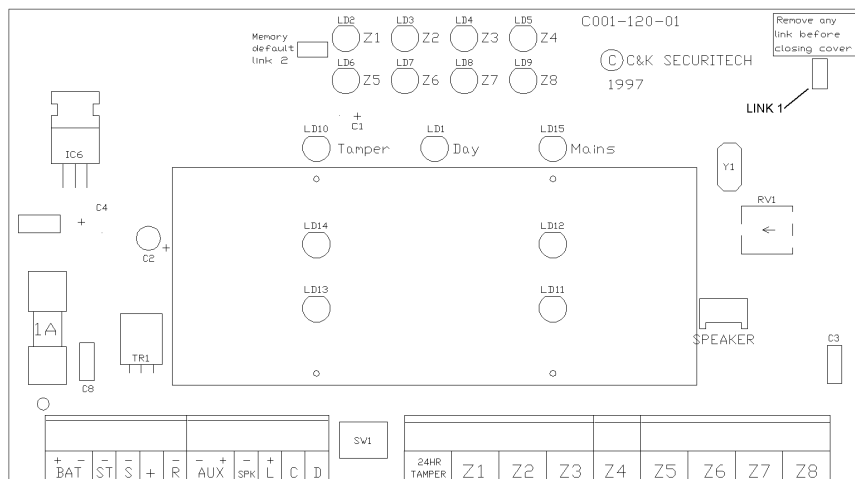 LD2 LD3 LD4 LD5 C001-120-01
Z1 Z2 Z3 Z4
Memory
default
link 2
Remove any
link before
closing cover
LD6 LD7 LD8 LD9
Z5 Z6 Z7 Z8
© C&K SECURITECH
1997
LINK 1
C1
LD10 LD1 LD15
Tamper Day Mains
IC6
Y1
RV1
C4
+
C2
+
LD14 LD12
LD13 LD11
1A
TR1
C8
SPEAKER
C3
SW1
+ - - - - - + - +
BAT ST S + R AUX SPK L C D
24HR
TAMPER Z1 Z2 Z3 Z4 Z5 Z6 Z7 Z8